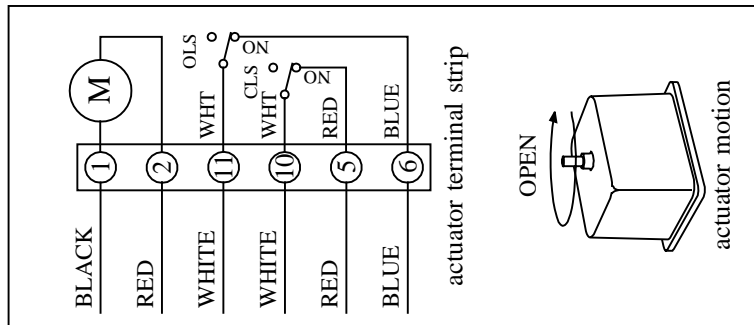 M
OLS
ON
CLS
ON
WHT
WHT
RED
BLUE
1
2
11
10
5
6
BLACK
RED
WHITE
WHITE
RED
BLUE
actuator terminal strip
OPEN
actuator motion